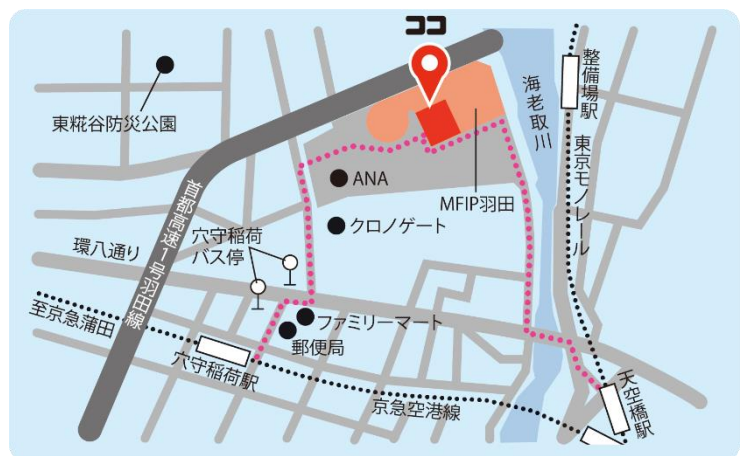 ココ
整備場駅
海老取川
東京モノレール
東糀谷防災公園
ANA
MFIP羽田
クロノゲート
首都高速1号羽田線
穴守稲荷
バス停
環八通り
至京急蒲田
ファミリーマート
郵便局
穴守稲荷駅
京急空港線
天空橋駅